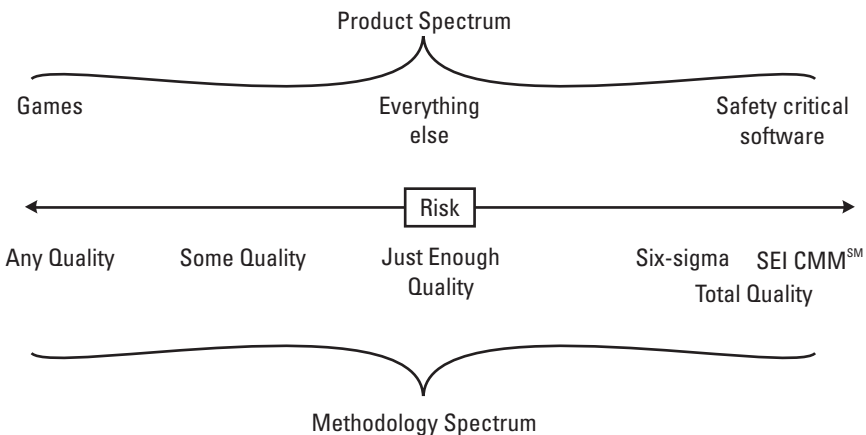 Product Spectrum
Games
Everything
else
Safety critical
software
Risk
Any Quality
Some Quality
Just Enough
Quality
Six-sigma
SEI CMM℠
Total Quality
Methodology Spectrum